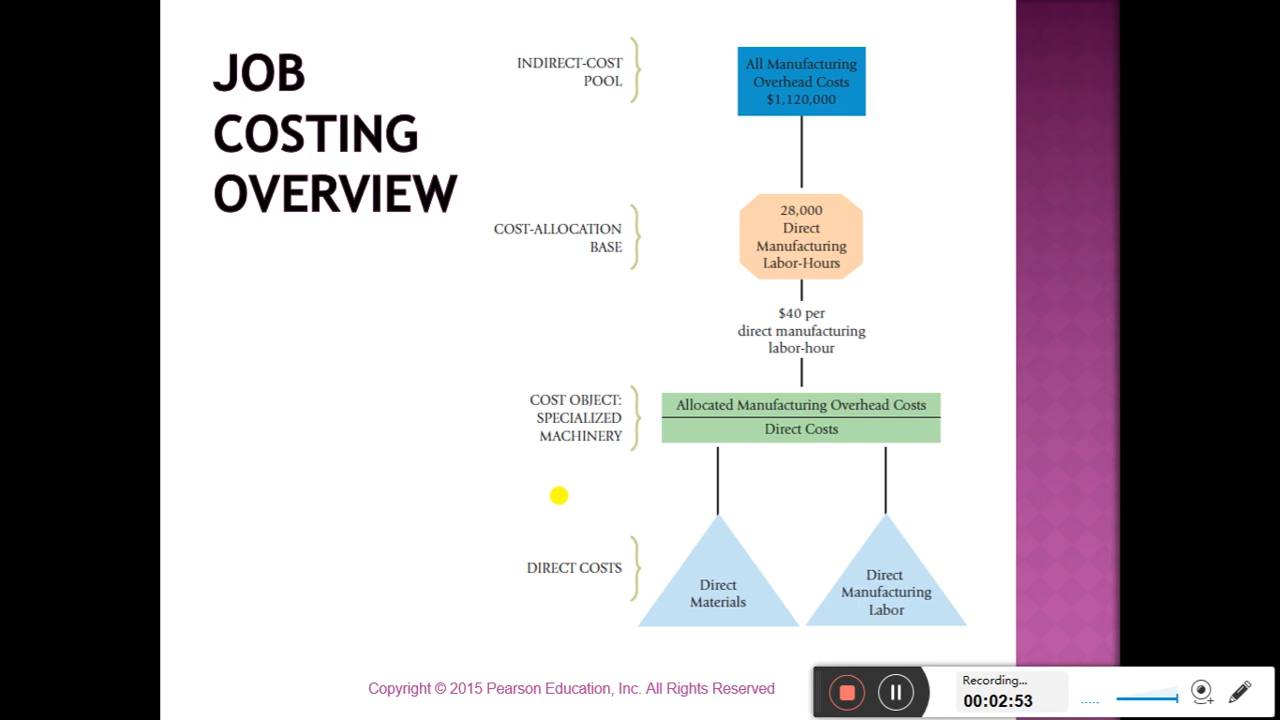 JOB
COSTING
OVERVIEW
INDIRECT-COST
POOL
All Manufacturing
Overhead Costs
$1,120,000
COST-ALLOCATION
BASE
28,000
Direct
Manufacturing
Labor-Hours
$40 per
direct manufacturing
labor-hour
COST OBJECT:
SPECIALIZED
MACHINERY
Allocated Manufacturing Overhead Costs
Direct Costs
DIRECT COSTS
Direct
Materials
Direct
Manufacturing
Labor
Copyright © 2015 Pearson Education, Inc. All Rights Reserved
Recording...
00:02:53